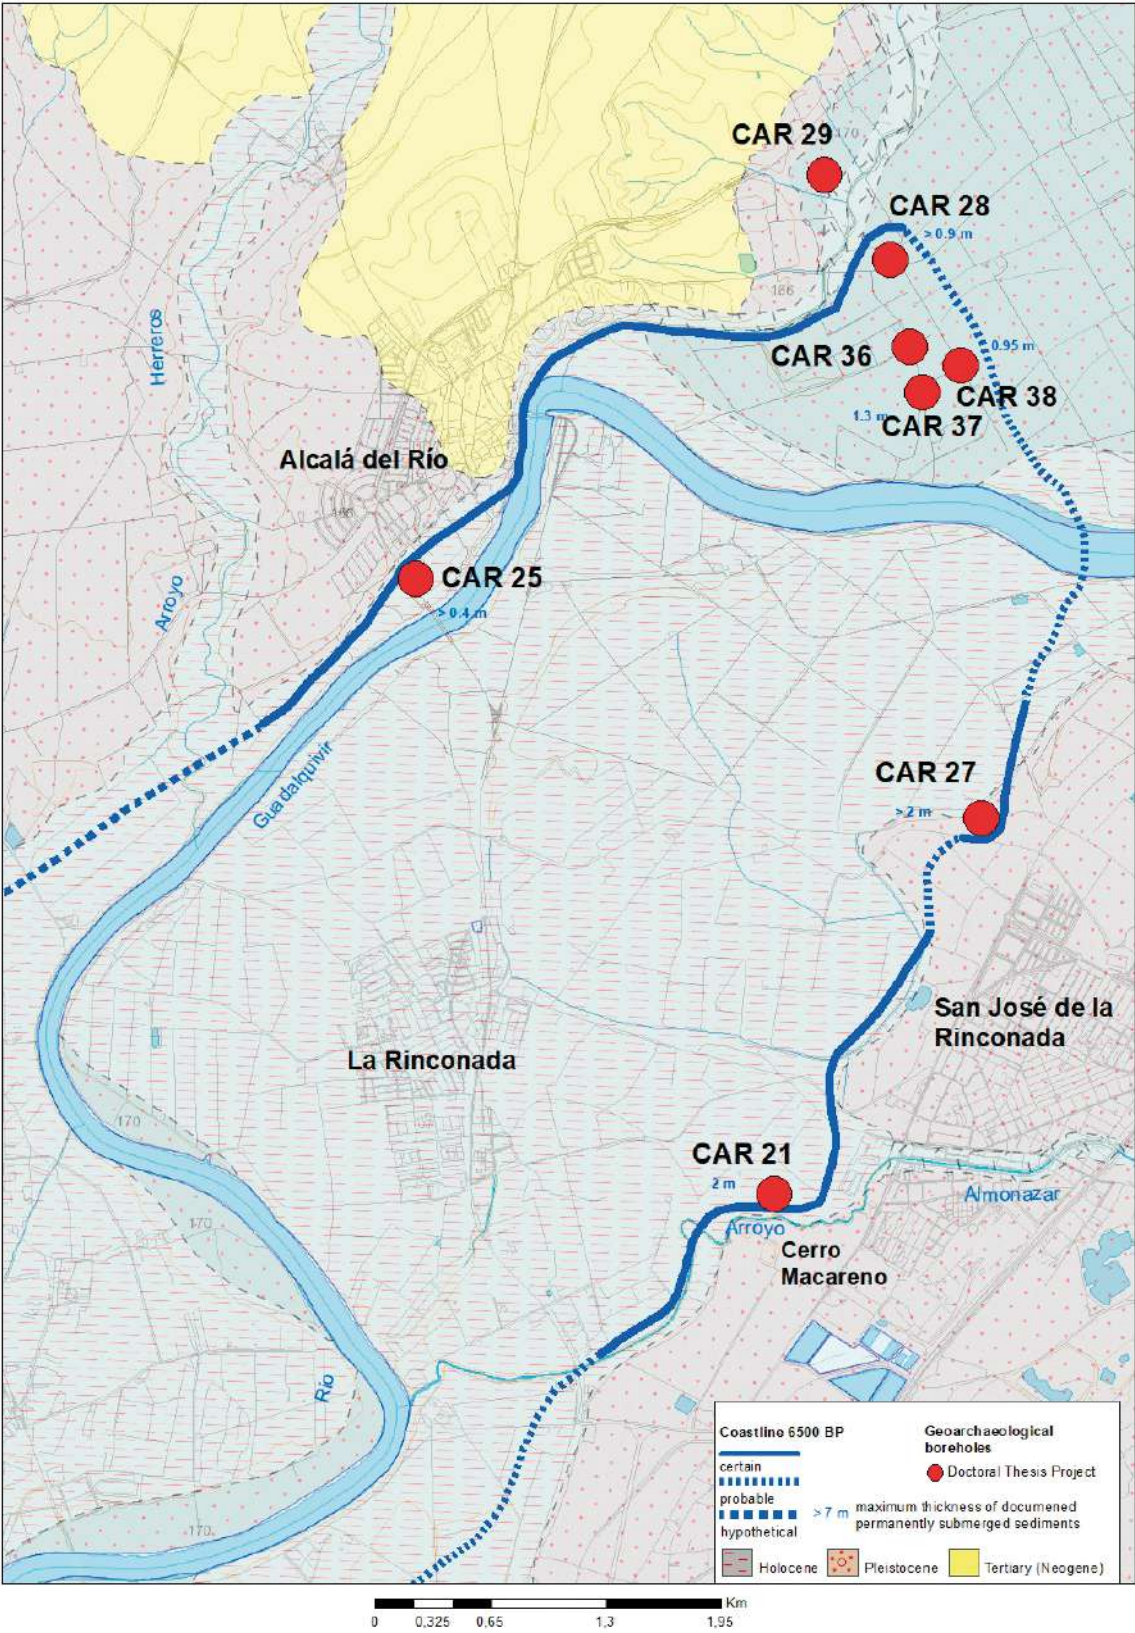 CAR 29
170
CAR 28
> 0.9 m
166
Herreros
CAR 36
0.95 m
CAR 38
1.3 m
CAR 37
Alcalá del Río
166
CAR 25
> 0.4 m
Arroyo
Guadalquivir
CAR 27
> 2 m
San José de la
Rinconada
La Rinconada
170
CAR 21
2 m
Arroyo
Almonazar
170
Cerro
Macareno
Rio
170
Coastline 6500 BP
certain
probable
hypothetical
Geoarchaeological
boreholes
Doctoral Thesis Project
> 7 m
maximum thickness of documened
permanently submerged sediments
Holocene
Pleistocene
Tertiary (Neogene)
Km
0 0,325 0,65 1,3 1,95